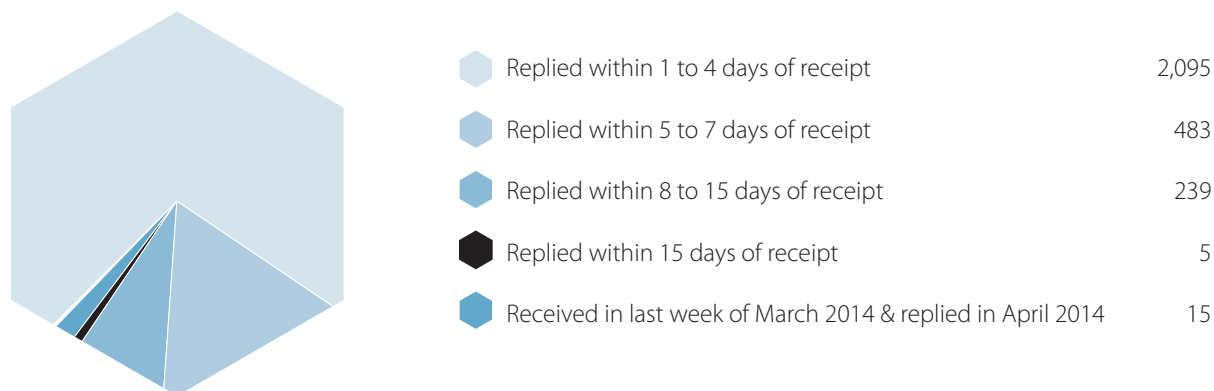 Replied within 1 to 4 days of receipt 2,095
Replied within 5 to 7 days of receipt 483
Replied within 8 to 15 days of receipt 239
Replied within 15 days of receipt 5
Received in last week of March 2014 & replied in April 2014 15